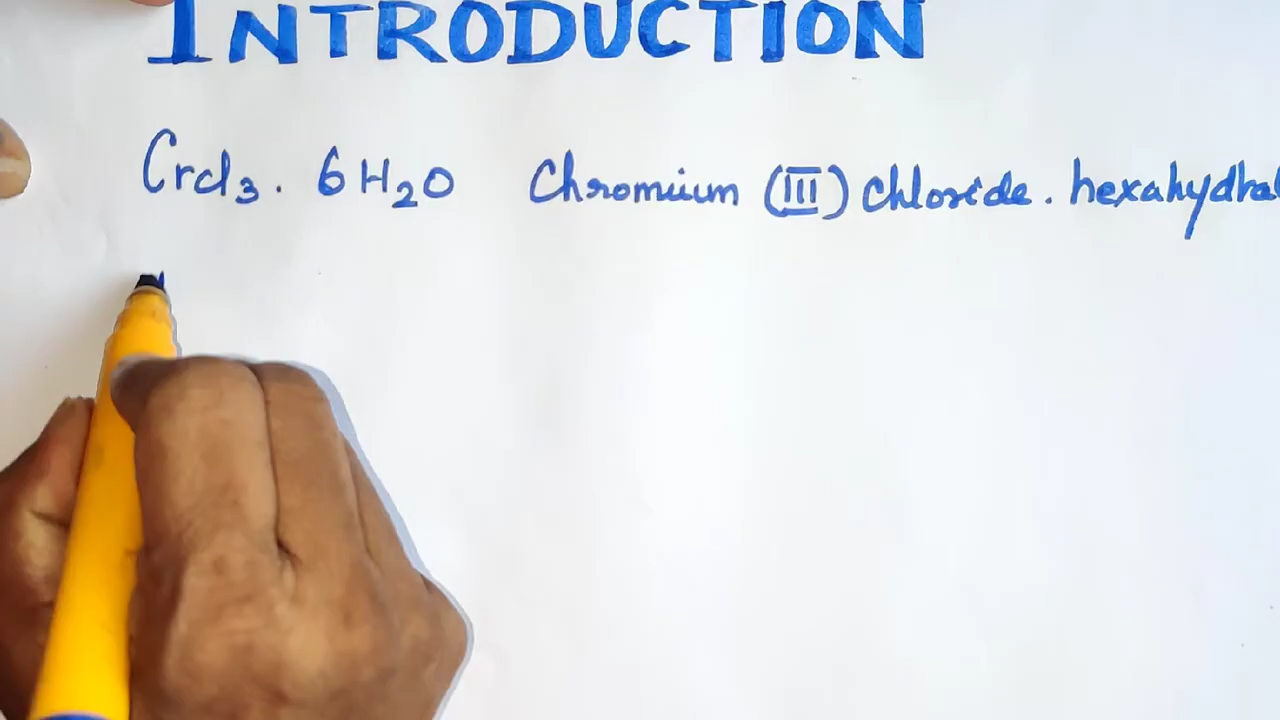 INTRODUCTION
Crcl₃. 6H₂O Chromium (III) chloride. hexahydra